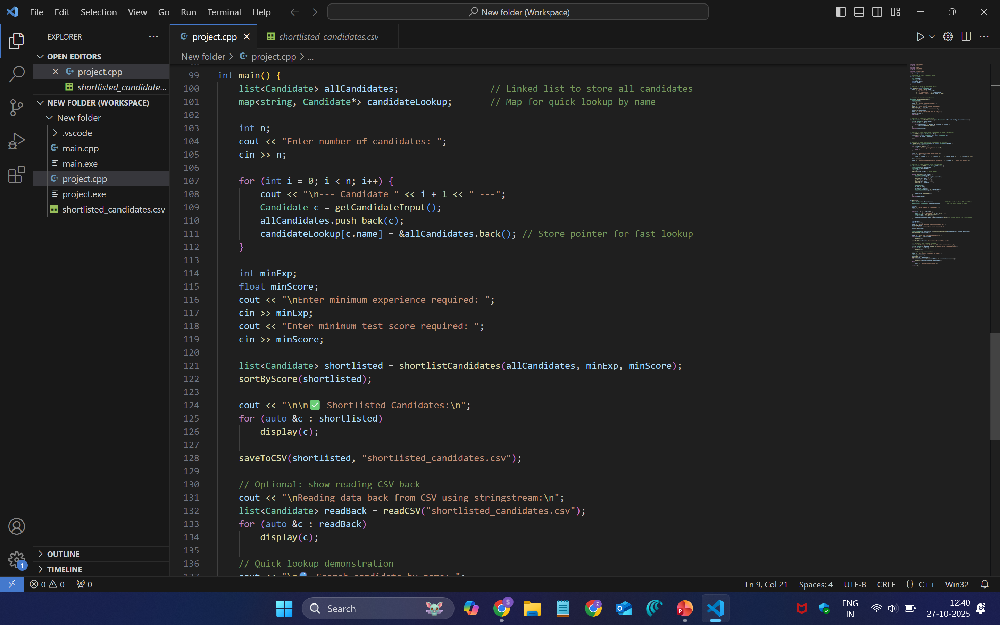 File Edit Selection View Go Run Terminal Help
New folder (Workspace)
EXPLORER
OPEN EDITORS
project.cpp
shortlisted_candidate...
NEW FOLDER (WORKSPACE)
New folder
.vscode
main.cpp
main.exe
project.cpp
project.exe
shortlisted_candidates.csv
OUTLINE
TIMELINE
project.cpp
shortlisted_candidates.csv
New folder > project.cpp > ...
99 int main() {
100 list<Candidate> allCandidates; // Linked list to store all candidates
101 map<string, Candidate*> candidateLookup; // Map for quick lookup by name
102
103 int n;
104 cout << "Enter number of candidates: ";
105 cin >> n;
106
107 for (int i = 0; i < n; i++) {
108 cout << "\n--- Candidate " << i + 1 << " ---";
109 Candidate c = getCandidateInput();
110 allCandidates.push_back(c);
111 candidateLookup[c.name] = &allCandidates.back(); // Store pointer for fast lookup
112 }
113
114 int minExp;
115 float minScore;
116 cout << "\nEnter minimum experience required: ";
117 cin >> minExp;
118 cout << "Enter minimum test score required: ";
119 cin >> minScore;
120
121 list<Candidate> shortlisted = shortlistCandidates(allCandidates, minExp, minScore);
122 sortByScore(shortlisted);
123
124 cout << "\n\n✅ Shortlisted Candidates:\n";
125 for (auto &c : shortlisted)
126 display(c);
127
128 saveToCSV(shortlisted, "shortlisted_candidates.csv");
129
130 // Optional: show reading CSV back
131 cout << "\nReading data back from CSV using stringstream:\n";
132 list<Candidate> readBack = readCSV("shortlisted_candidates.csv");
133 for (auto &c : readBack)
134 display(c);
135
136 // Quick lookup demonstration
137 cout << "\n🔍 Search candidate by name: ";
1
0 0 0
Ln 9, Col 21 Spaces: 4 UTF-8 CRLF {} C++ Win32
Search
S
Z
ENG
IN
12:40
27-10-2025